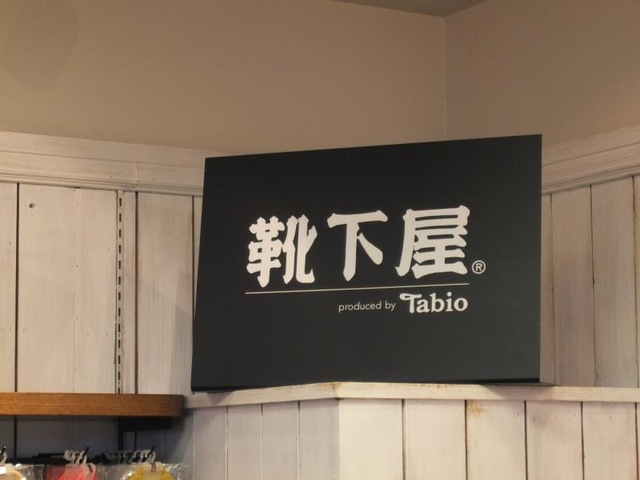 靴下屋®
produced by Tabio